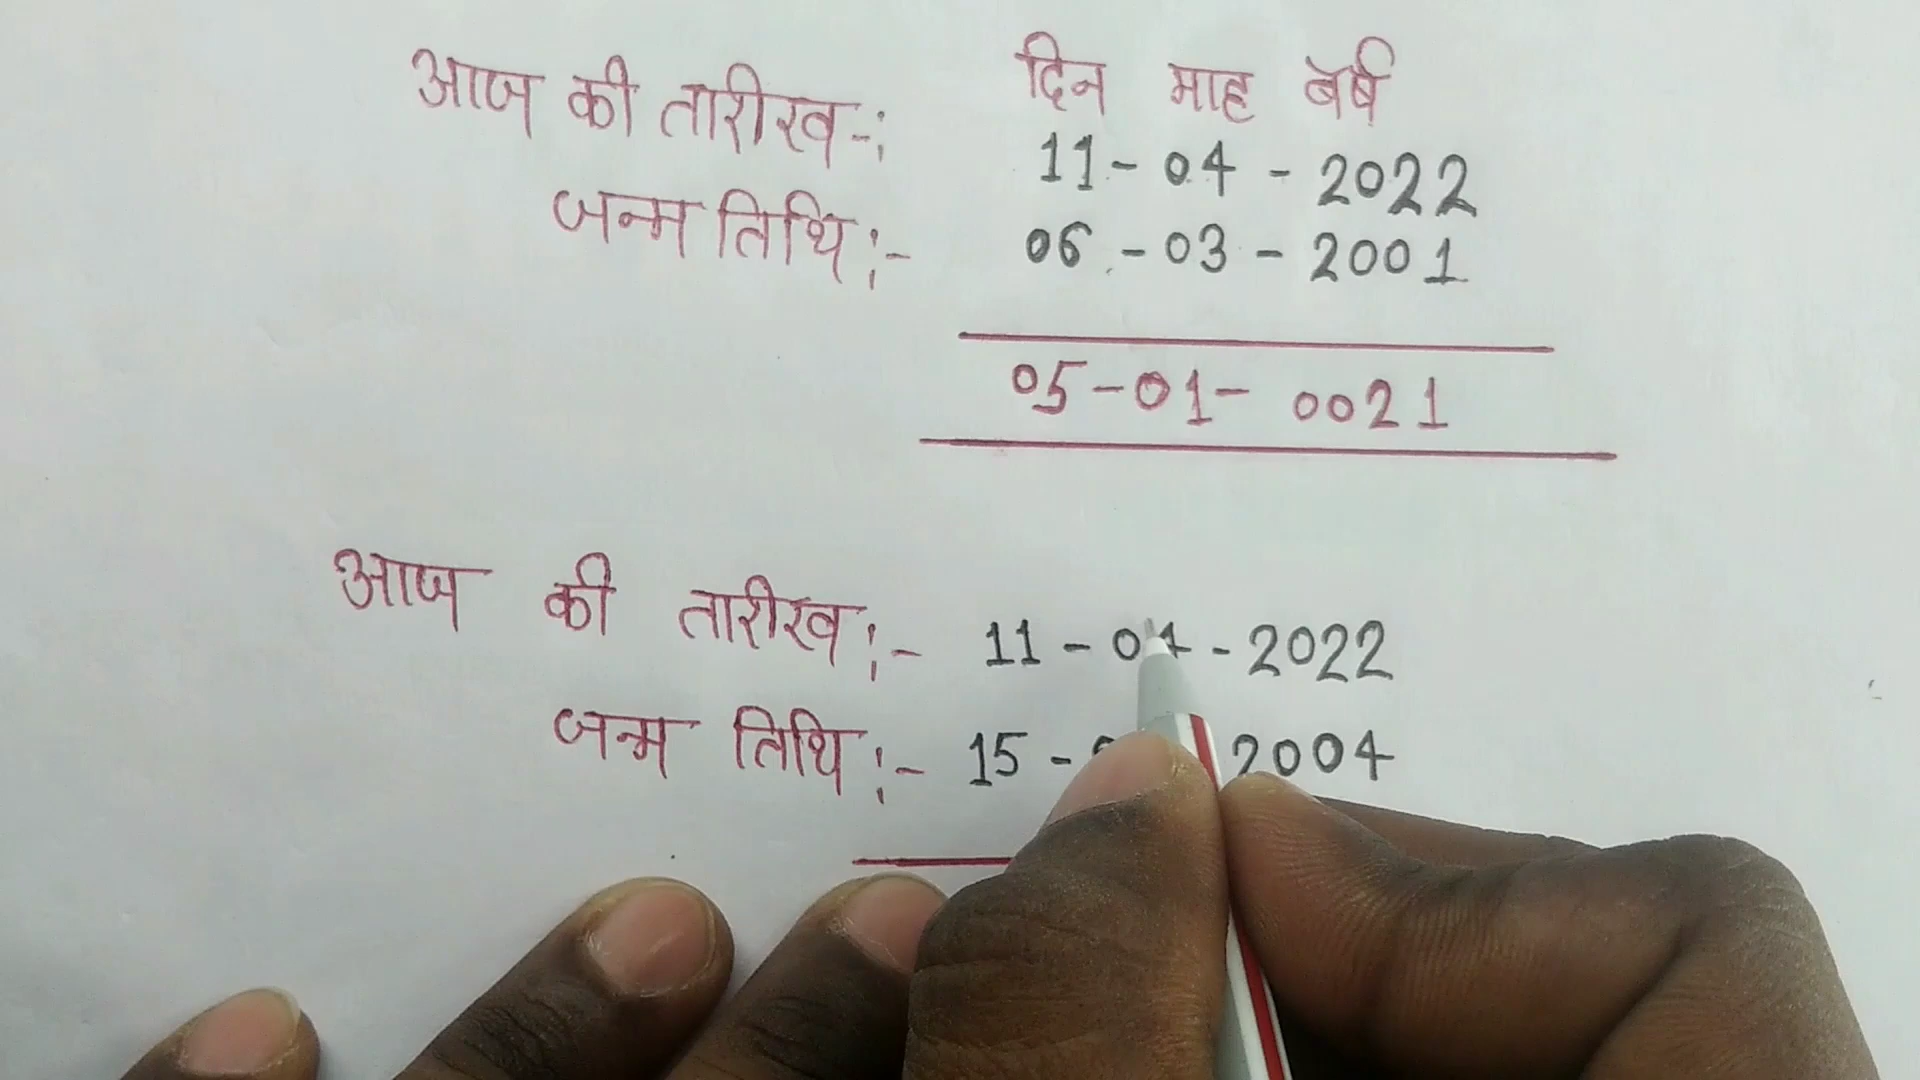 दिन माह बर्ष
आज की तारीख-: 11 - 04 - 2022
जन्म तिथि :- 06 - 03 - 2001
05 - 01 - 0021
आज की तारीख :- 11 - 04 - 2022
जन्म तिथि :- 15 - 2004